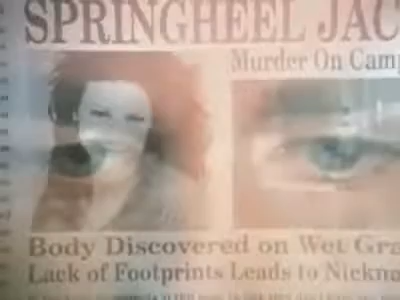 SPRINGHEEL JAC
Murder On Camp
Body Discovered on Wet Gra
Lack of Footprints Leads to Nickna